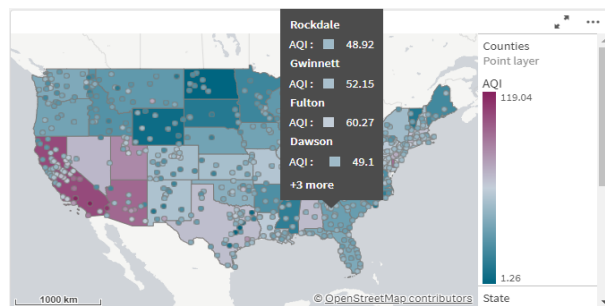 Rockdale
AQI : 48.92
Gwinnett
AQI : 52.15
Fulton
AQI : 60.27
Dawson
AQI : 49.1
+3 more
Counties
Point layer
AQI
119.04
1.26
State
1000 km
© OpenStreetMap contributors